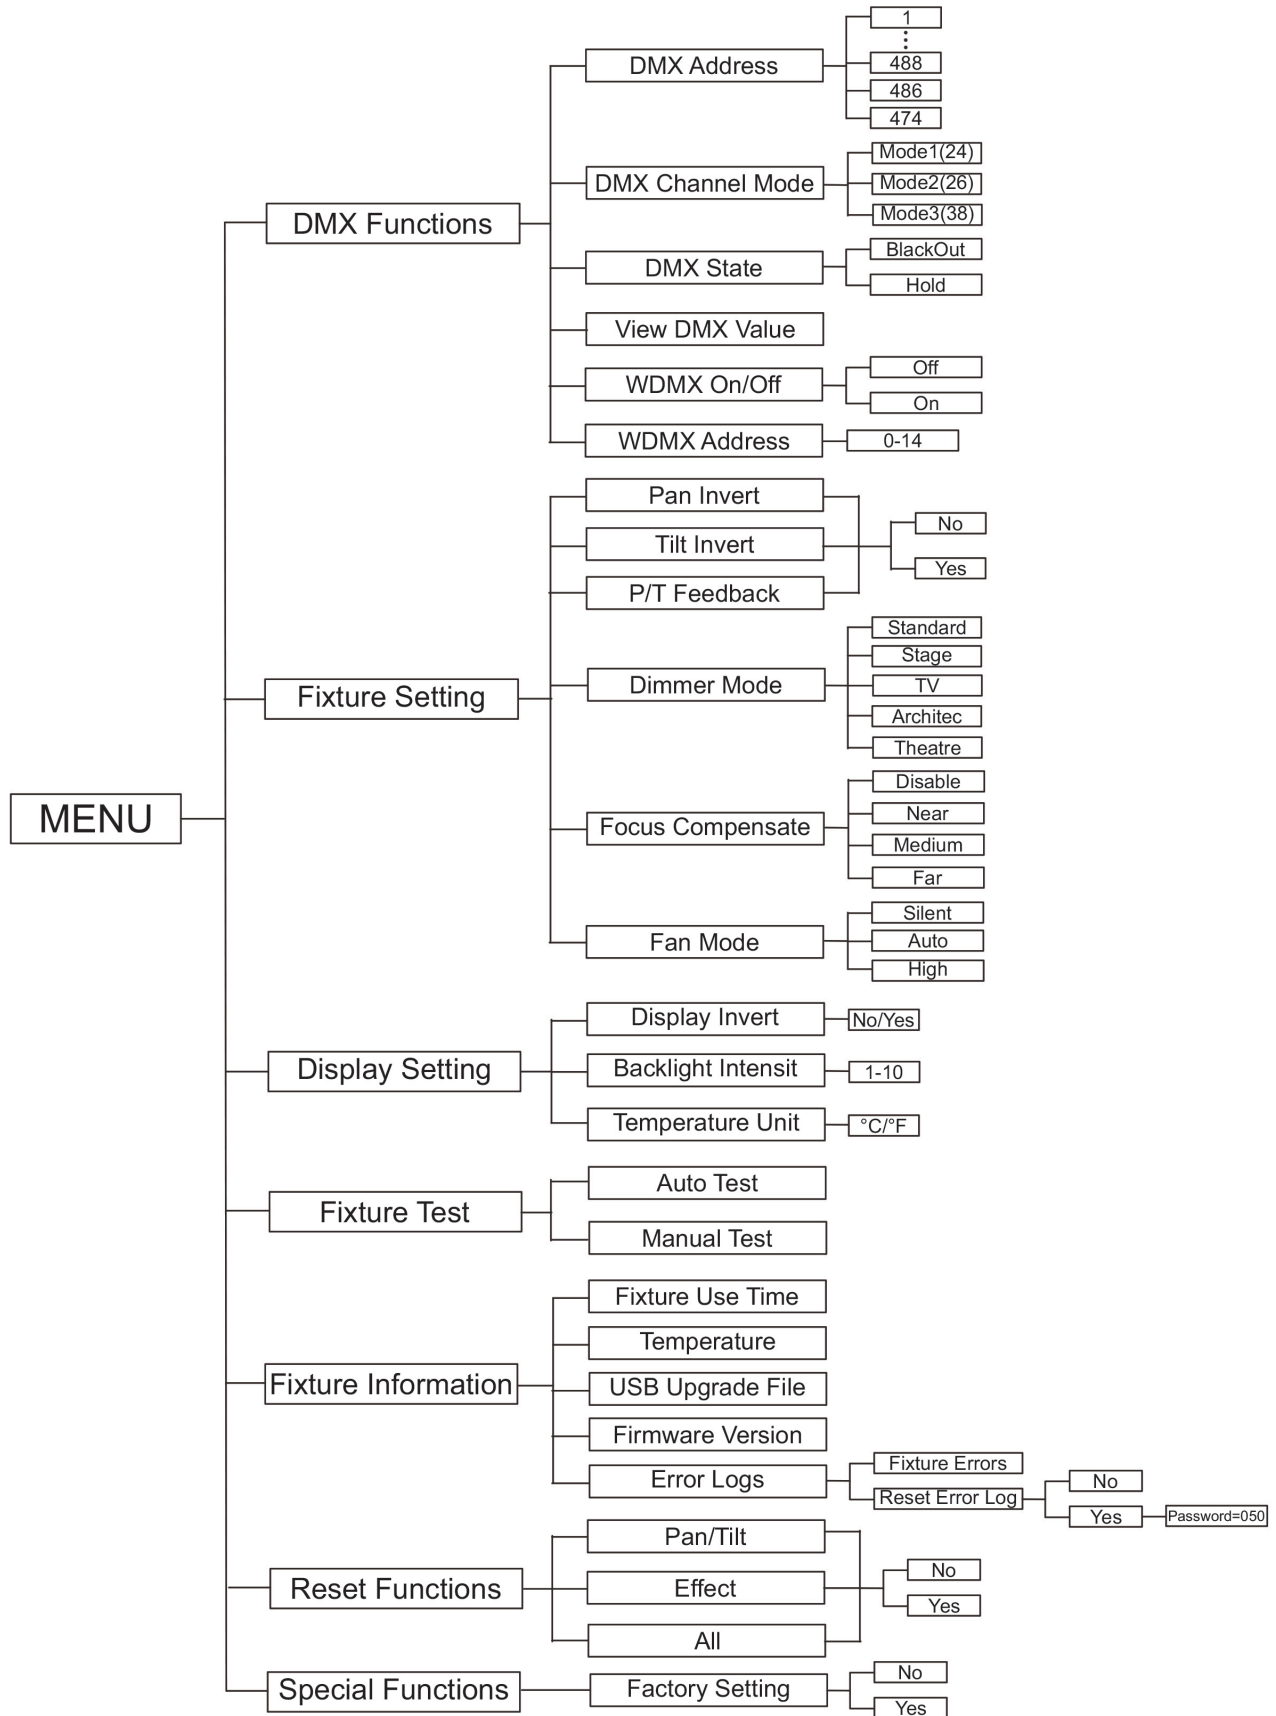 MENU
DMX Functions
DMX Address
1
488
486
474
DMX Channel Mode
Mode1(24)
Mode2(26)
Mode3(38)
DMX State
BlackOut
Hold
View DMX Value
WDMX On/Off
Off
On
WDMX Address
0-14
Fixture Setting
Pan Invert
Tilt Invert
P/T Feedback
No
Yes
Dimmer Mode
Standard
Stage
TV
Architec
Theatre
Focus Compensate
Disable
Near
Medium
Far
Fan Mode
Silent
Auto
High
Display Setting
Display Invert
No/Yes
Backlight Intensit
1-10
Temperature Unit
°C/°F
Fixture Test
Auto Test
Manual Test
Fixture Information
Fixture Use Time
Temperature
USB Upgrade File
Firmware Version
Error Logs
Fixture Errors
Reset Error Log
No
Yes
Password=050
Reset Functions
Pan/Tilt
Effect
All
No
Yes
Special Functions
Factory Setting
No
Yes